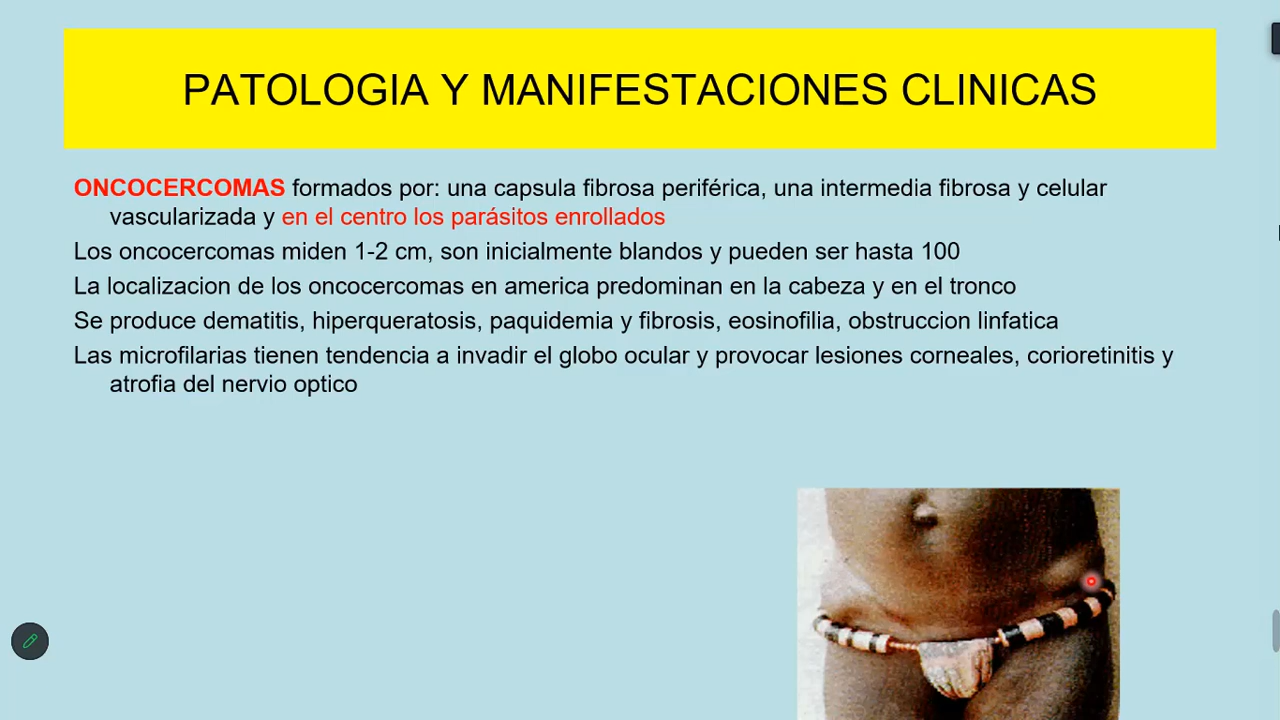 PATOLOGIA Y MANIFESTACIONES CLINICAS
ONCOCERCOMAS formados por: una capsula fibrosa periférica, una intermedia fibrosa y celular
vascularizada y en el centro los parásitos enrollados
Los oncocercomas miden 1-2 cm, son inicialmente blandos y pueden ser hasta 100
La localizacion de los oncocercomas en america predominan en la cabeza y en el tronco
Se produce dematitis, hiperqueratosis, paquidemia y fibrosis, eosinofilia, obstruccion linfatica
Las microfilarias tienen tendencia a invadir el globo ocular y provocar lesiones corneales, corioretinitis y
atrofia del nervio optico